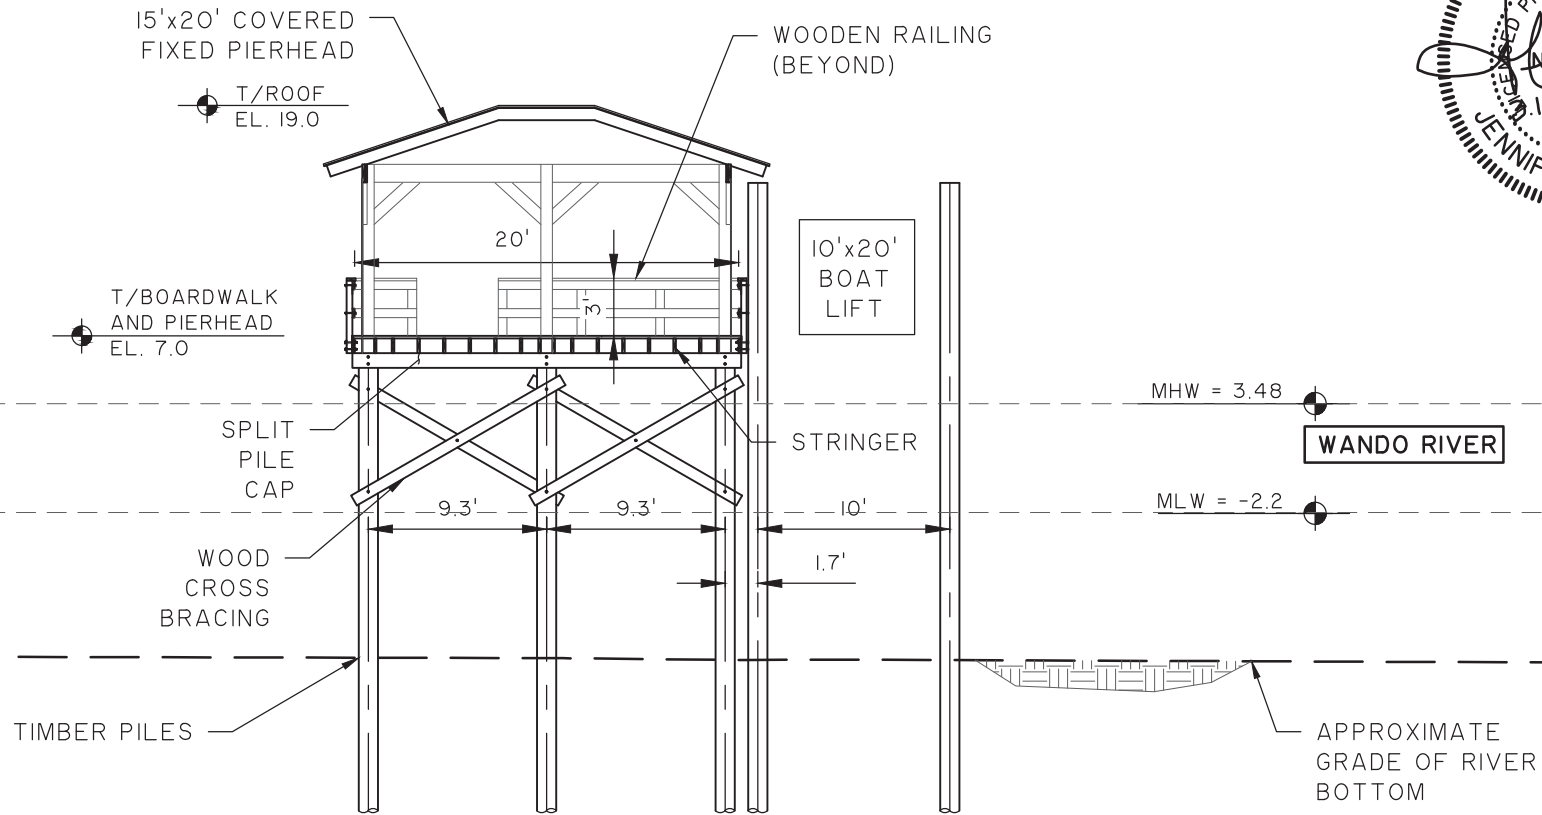 15'x20' COVERED
FIXED PIERHEAD
T/ROOF
EL. 19.0
WOODEN RAILING
(BEYOND)
20'
3'
10'x20'
BOAT
LIFT
T/BOARDWALK
AND PIERHEAD
EL. 7.0
SPLIT
PILE
CAP
STRINGER
MHW = 3.48
WANDO RIVER
MLW = -2.2
9.3'
9.3'
10'
1.7'
WOOD
CROSS
BRACING
TIMBER PILES
APPROXIMATE
GRADE OF RIVER
BOTTOM